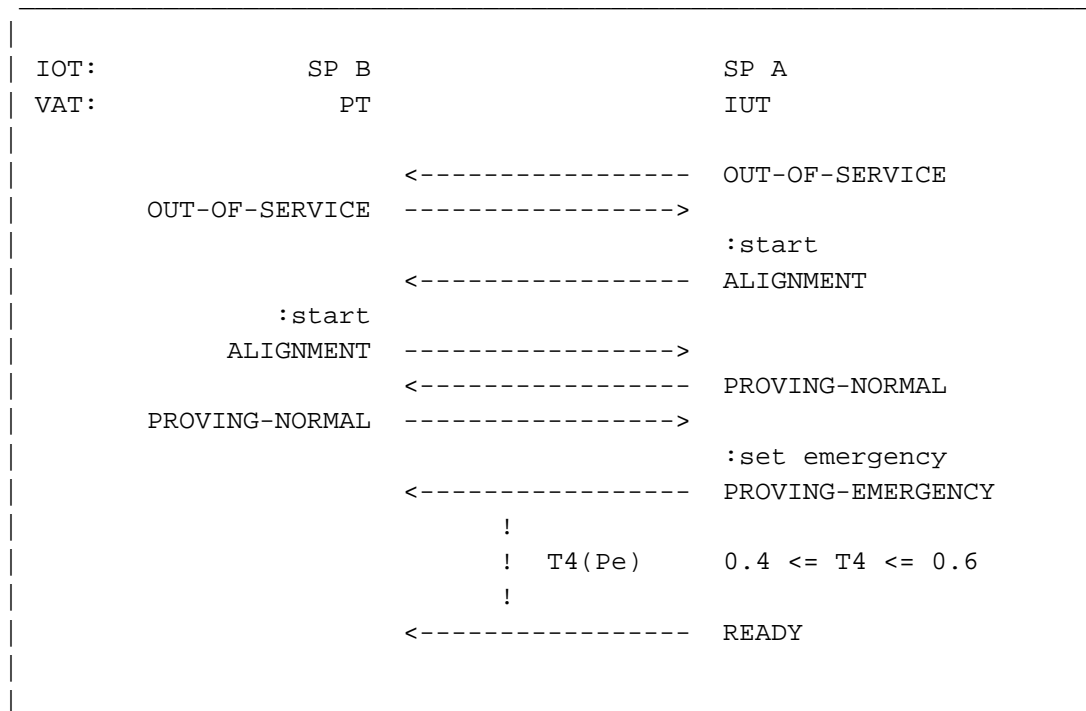 IOT: SP B SP A
VAT: PT IUT
<----------------- OUT-OF-SERVICE
OUT-OF-SERVICE ----------------->
:start
<----------------- ALIGNMENT
:start
ALIGNMENT ----------------->
<----------------- PROVING-NORMAL
PROVING-NORMAL ----------------->
:set emergency
<----------------- PROVING-EMERGENCY
!
! T4(Pe) 0.4 <= T4 <= 0.6
!
<----------------- READY